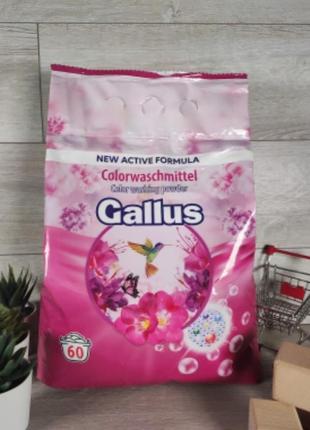 NEW ACTIVE FORMULA
Colorwaschmittel
Color washing powder
Gallus
60